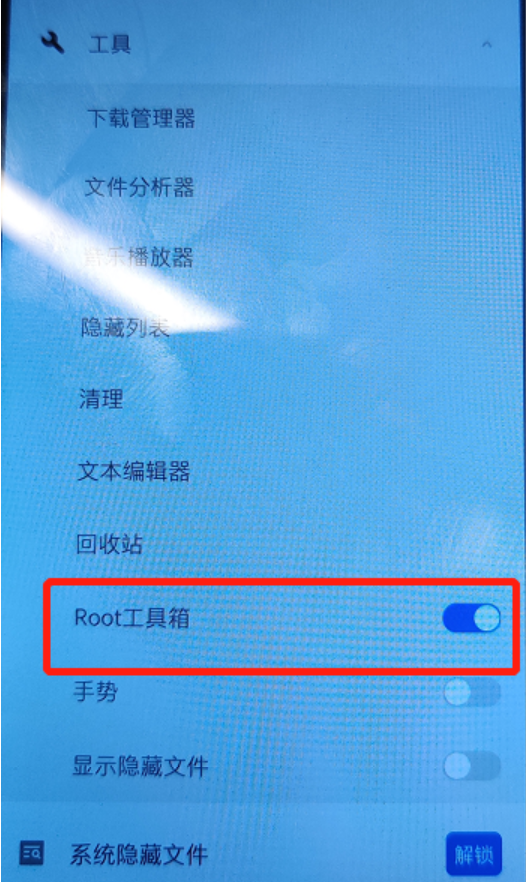 工具
下载管理器
文件分析器
音乐播放器
隐藏列表
清理
文本编辑器
回收站
Root工具箱
手势
显示隐藏文件
系统隐藏文件
解锁